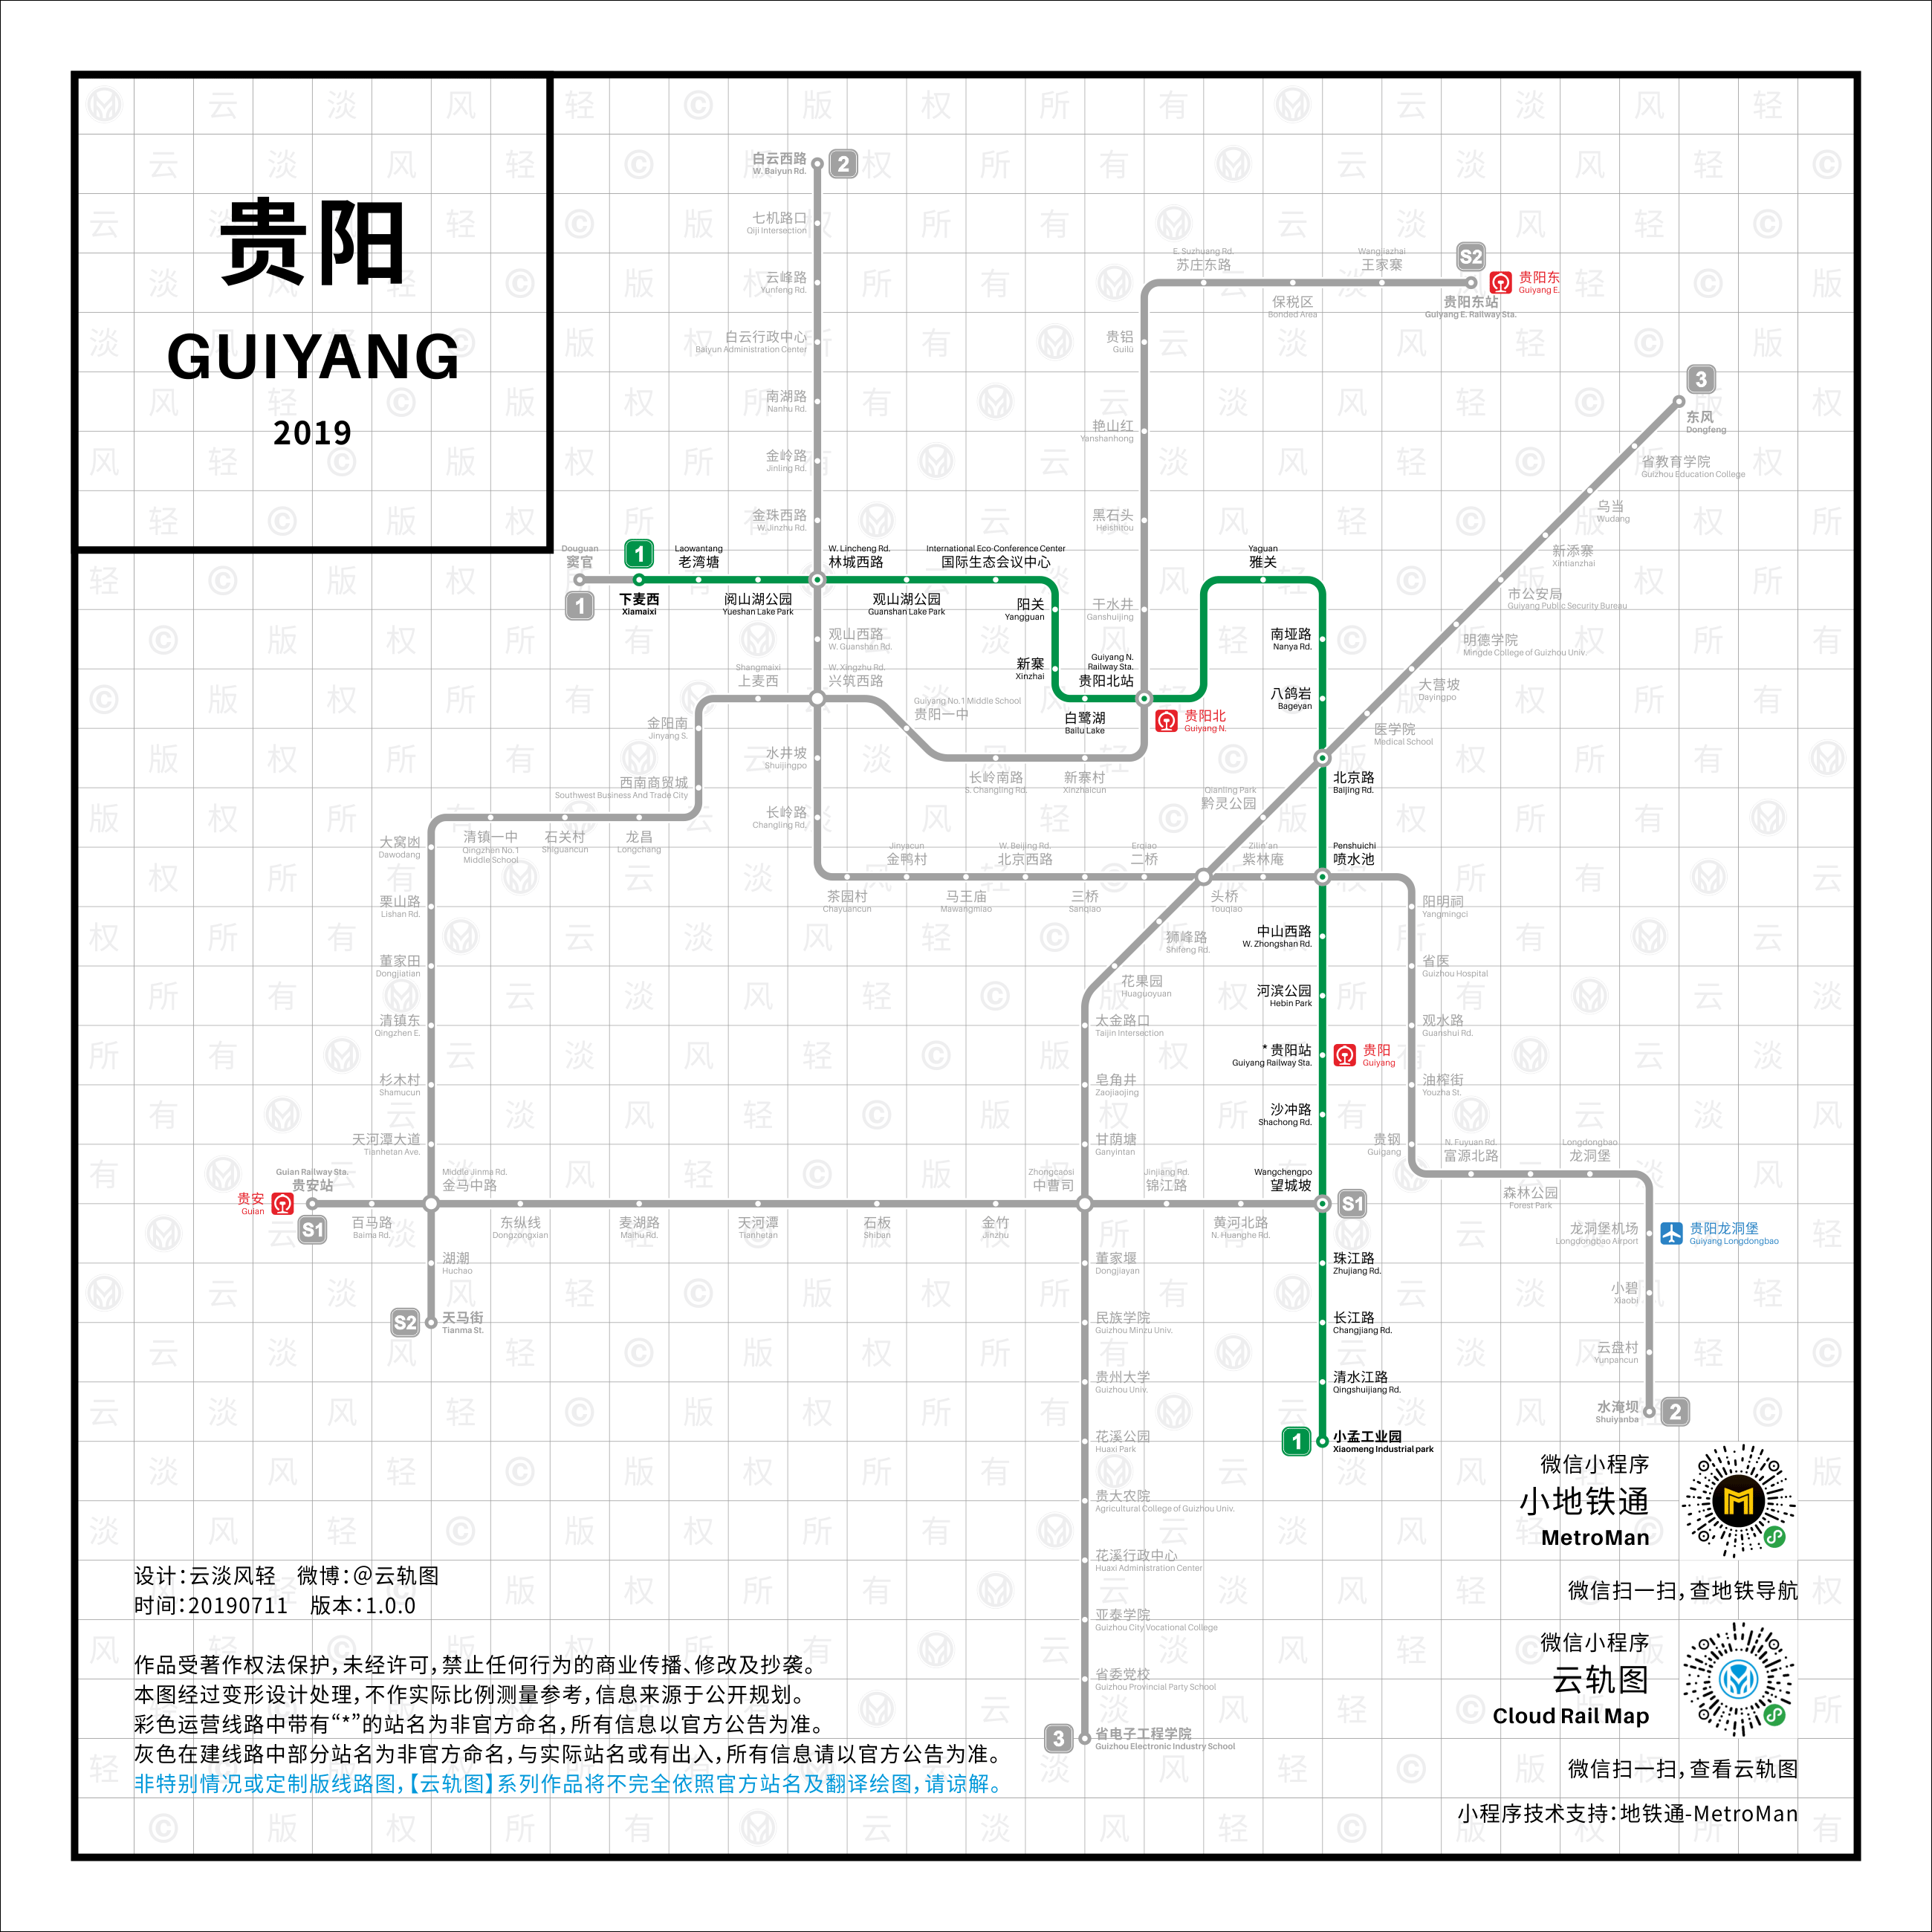 贵阳
GUIYANG
2019
白云西路
W. Baiyun Rd.
2
七机路口
Qiji Intersection
云峰路
Yunfeng Rd.
白云行政中心
Baiyun Administration Center
南湖路
Nanhu Rd.
金岭路
Jinling Rd.
金珠西路
W. Jinzhu Rd.
E. Suzhuang Rd.
苏庄东路
Wangjiazhai
王家寨
S2
贵阳东
Guiyang E.
保税区
Bonded Area
贵阳东站
Guiyang E. Railway Sta.
贵铝
Guilü
艳山红
Yanshanhong
黑石头
Heishitou
干水井
Ganshuijing
3
东风
Dongfeng
省教育学院
Guizhou Education College
乌当
Wudang
新添寨
Xintianzhai
市公安局
Guiyang Public Security Bureau
明德学院
Mingde College of Guizhou Univ.
大营坡
Dayingpo
医学院
Medical School
Douguan
窦官
1
1
下麦西
Xiamaixi
Laowantang
老湾塘
阅山湖公园
Yueshan Lake Park
W. Lincheng Rd.
林城西路
观山湖公园
Guanshan Lake Park
International Eco-Conference Center
国际生态会议中心
阳关
Yangguan
新寨
Xinzhai
白鹭湖
Bailu Lake
Guiyang N.
Railway Sta.
贵阳北站
贵阳北
Guiyang N.
Yaguan
雅关
南垭路
Nanya Rd.
八鸽岩
Bageyan
北京路
Baijing Rd.
观山西路
W. Guanshan Rd.
W. Xingzhu Rd.
兴筑西路
Shangmaixi
上麦西
Guiyang No.1 Middle School
贵阳一中
金阳南
Jinyang S.
西南商贸城
Southwest Business And Trade City
水井坡
Shuijingpo
长岭路
Changling Rd.
长岭南路
S. Changling Rd.
新寨村
Xinzhaicun
Qianling Park
黔灵公园
大窝凼
Dawodang
清镇一中
Qingzhen No.1
Middle School
石关村
Shiguancun
龙昌
Longchang
茶园村
Chayuancun
Jinyacun
金鸭村
马王庙
Mawangmiao
W. Beijing Rd.
北京西路
三桥
Sanqiao
Erqiao
二桥
头桥
Touqiao
Zilin'an
紫林庵
Penshuichi
喷水池
栗山路
Lishan Rd.
董家田
Dongjiatian
清镇东
Qingzhen E.
杉木村
Shamucun
天河潭大道
Tianhetan Ave.
狮峰路
Shifeng Rd.
花果园
Huaguoyuan
太金路口
Taijin Intersection
皂角井
Zaojiaojing
甘荫塘
Ganyintan
中山西路
W. Zhongshan Rd.
河滨公园
Hebin Park
* 贵阳站
Guiyang Railway Sta.
贵阳
Guiyang
沙冲路
Shachong Rd.
Wangchengpo
望城坡
S1
阳明祠
Yangmingci
省医
Guizhou Hospital
观水路
Guanshui Rd.
油榨街
Youzha St.
贵钢
Guigang
N. Fuyuan Rd.
富源北路
森林公园
Forest Park
Longdongbao
龙洞堡
龙洞堡机场
Longdongbao Airport
贵阳龙洞堡
Guiyang Longdongbao
小碧
Xiaobi
云盘村
Yunpancun
水淹坝
Shuiyanba
2
贵安
Guian
Guian Railway Sta.
贵安站
S1
百马路
Baima Rd.
Middle Jinma Rd.
金马中路
东纵线
Dongzongxian
麦湖路
Maihu Rd.
天河潭
Tianhetan
石板
Shiban
金竹
Jinzhu
Zhongcaosi
中曹司
Jinjiang Rd.
锦江路
黄河北路
N. Huanghe Rd.
湖潮
Huchao
S2
天马街
Tianma St.
董家堰
Dongjiayan
民族学院
Guizhou Minzu Univ.
贵州大学
Guizhou Univ.
花溪公园
Huaxi Park
贵大农院
Agricultural College of Guizhou Univ.
花溪行政中心
Huaxi Administration Center
亚泰学院
Guizhou City Vocational College
省委党校
Guizhou Provincial Party School
3
省电子工程学院
Guizhou Electronic Industry School
珠江路
Zhujiang Rd.
长江路
Changjiang Rd.
清水江路
Qingshuijiang Rd.
1
小孟工业园
Xiaomeng Industrial park
微信小程序
小地铁通
MetroMan
微信扫一扫,查地铁导航
微信小程序
云轨图
Cloud Rail Map
微信扫一扫,查看云轨图
小程序技术支持:地铁通-MetroMan
设计:云淡风轻 微博:@云轨图
时间:20190711 版本:1.0.0
作品受著作权法保护,未经许可,禁止任何行为的商业传播、修改及抄袭。
本图经过变形设计处理,不作实际比例测量参考,信息来源于公开规划。
彩色运营线路中带有“*”的站名为非官方命名,所有信息以官方公告为准。
灰色在建线路中部分站名为非官方命名,与实际站名或有出入,所有信息请以官方公告为准。
非特别情况或定制版线路图,【云轨图】系列作品将不完全依照官方站名及翻译绘图,请谅解。
云淡风轻©版权所有